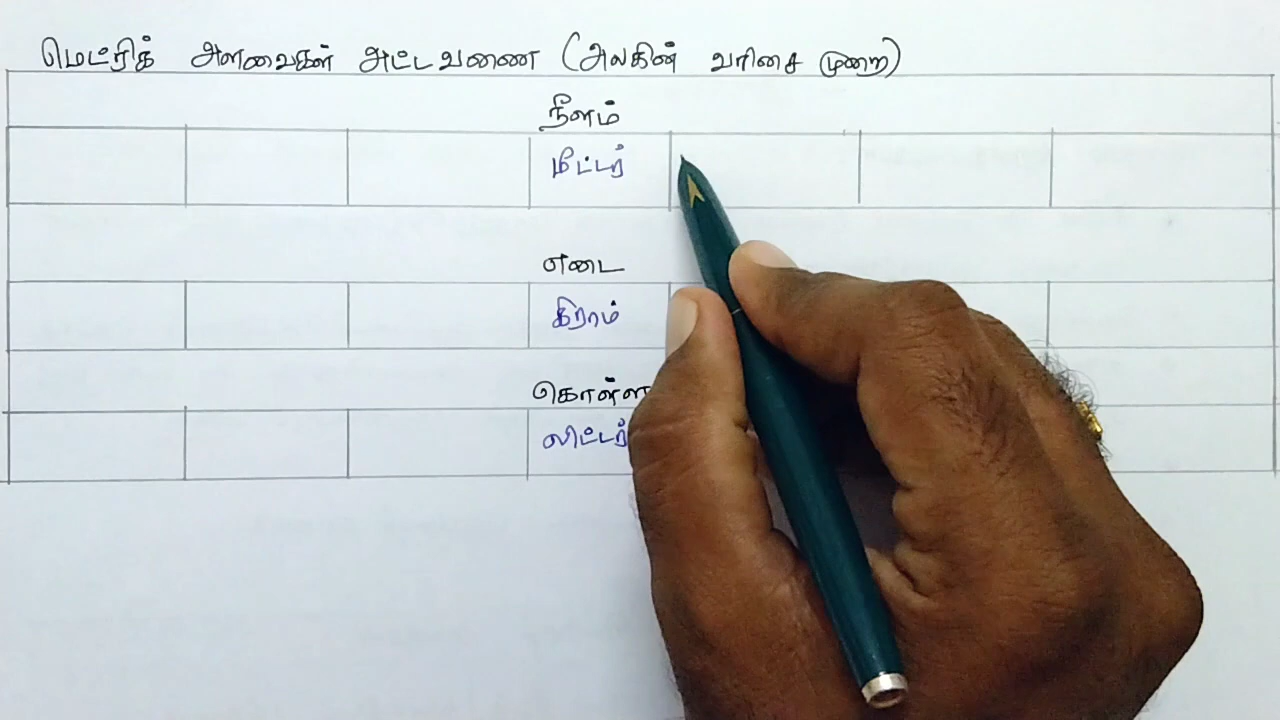 மெட்ரிக் அளவைகள் அட்டவணை (அலகின் வரிசை முறை)
நீளம்
மீட்டர்
எடை
கிராம்
கொள்ள
லிட்டர்